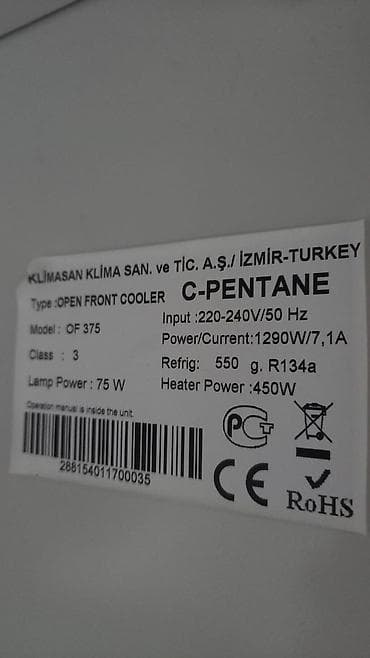 KLİMASAN KLİMA SAN. ve TİC. A.Ş./ İZMİR-TURKEY
Type :OPEN FRONT COOLER C-PENTANE
Model : OF 375 Input :220-240V/50 Hz
Power/Current:1290W/7,1A
Class : 3 Refrig: 550 g. R134a
Lamp Power : 75 W Heater Power :450W
Operation manual is inside the unit
288154011700035
PCT
CE
RoHS